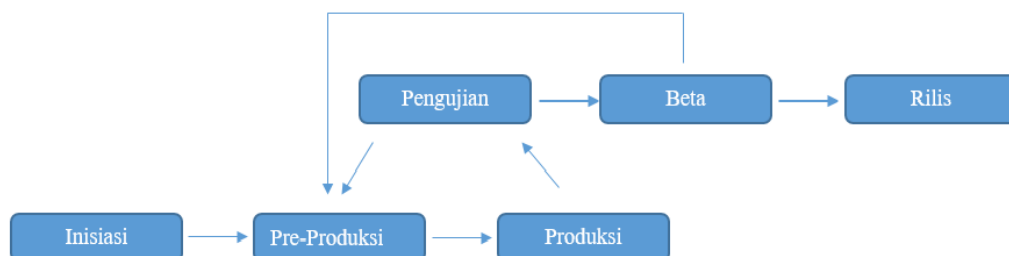 Pengujian
Beta
Rilis
Inisiasi
Pre-Produksi
Produksi